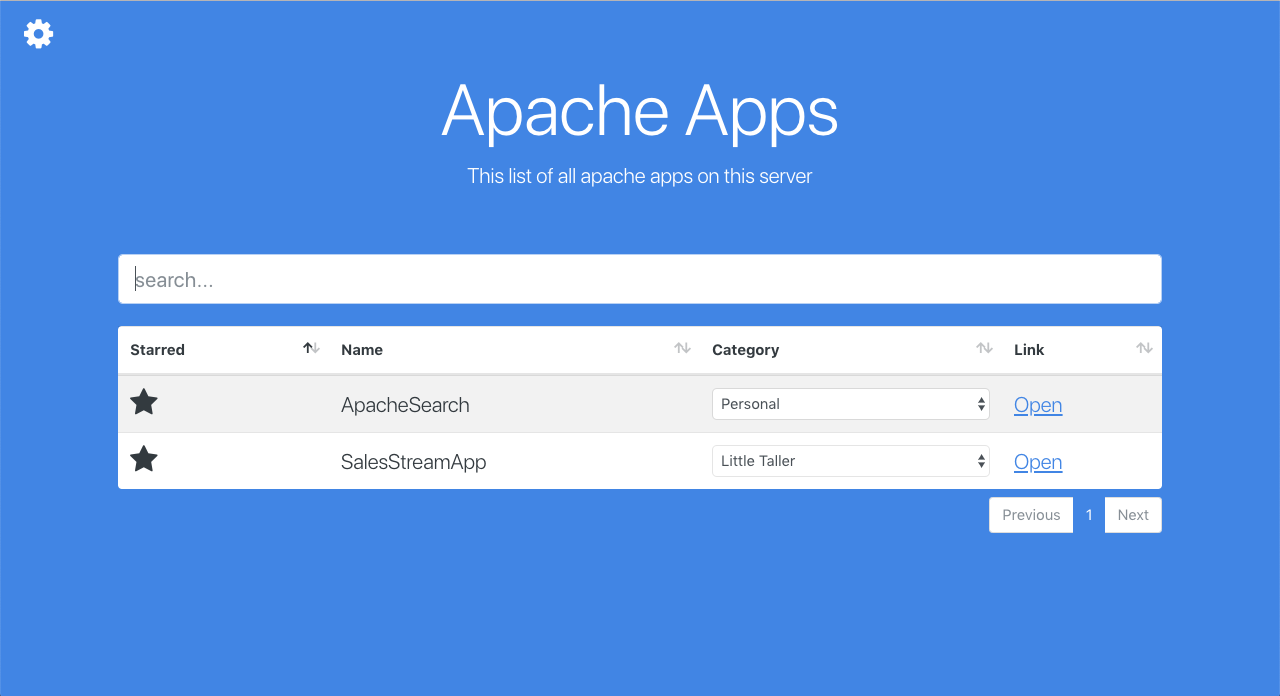 Apache Apps
This list of all apache apps on this server
search...
Starred Name Category Link
ApacheSearch Personal Open
SalesStreamApp Little Taller Open
Previous 1 Next